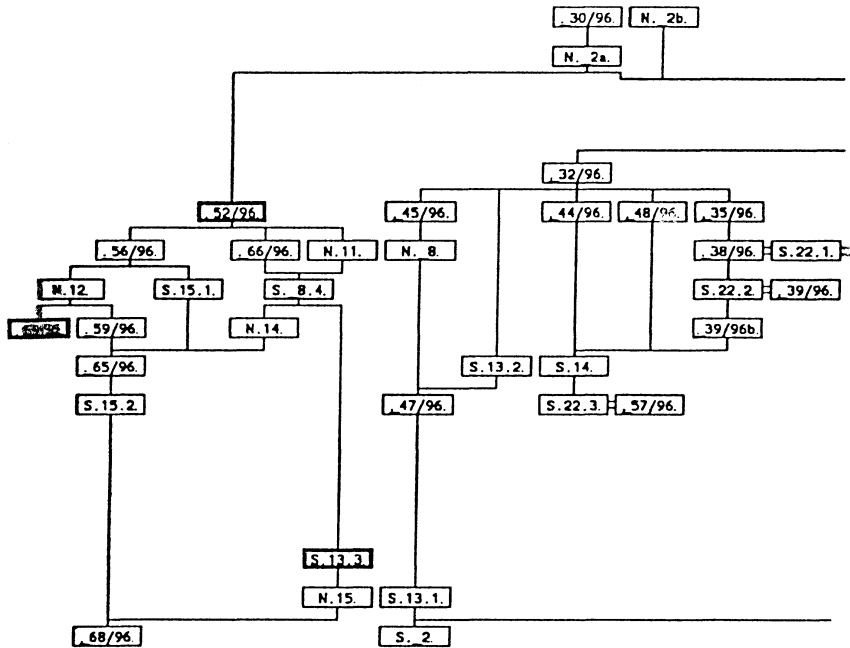 .30/96. N. 2b.
N. 2a.
.32/96.
.52/96. .45/96. .44/96. .48/96. .35/96.
.56/96. .66/96. N.11. N. 8. .38/96. S.22.1.
N.12. S.15.1. S. 8.4. S.22.2. .39/96.
.59/96. N.14. .39/96b.
.65/96. S.13.2. S.14.
S.15.2. .47/96. S.22.3. .57/96.
S.13.3.
N.15. S.13.1.
.68/96. S. 2.